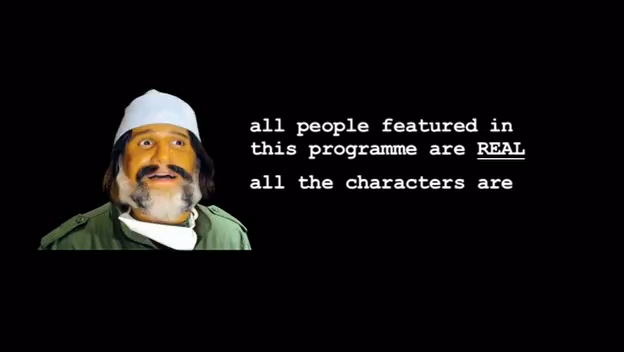 all people featured in
this programme are REAL
all the characters are